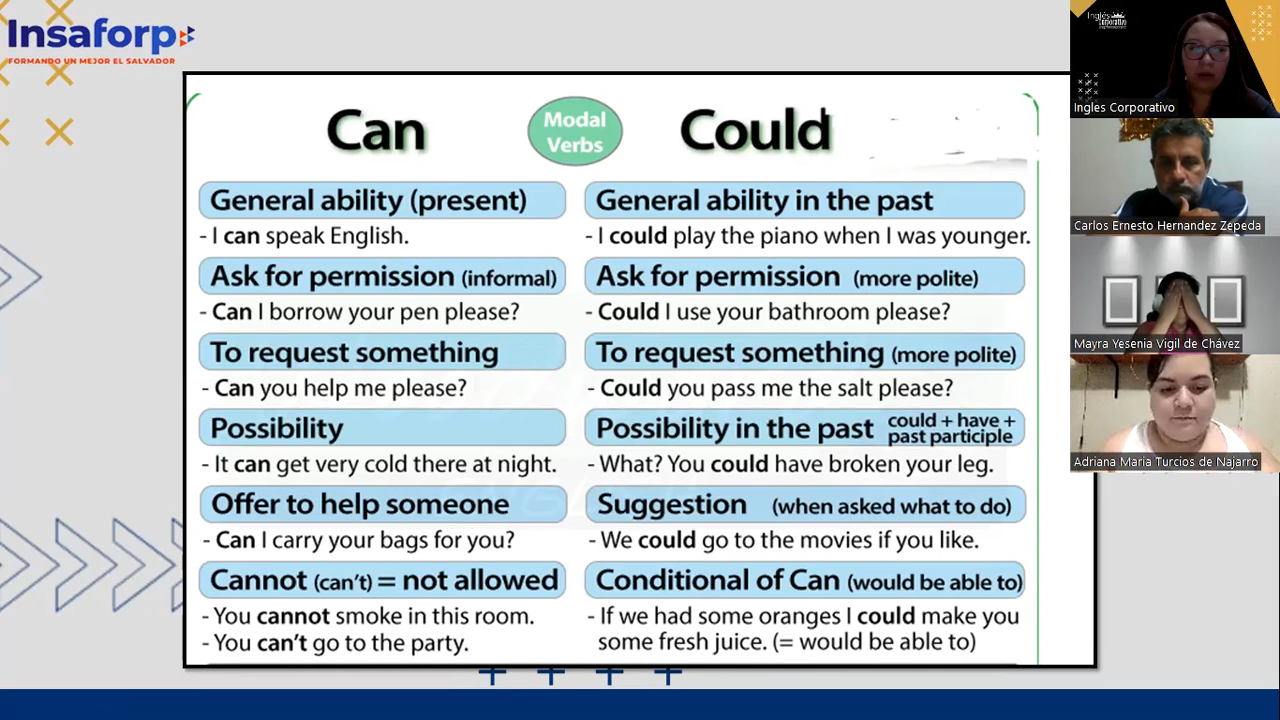 Insaforp
FORMANDO UN MEJOR EL SALVADOR
Can
Modal
Verbs
Could
General ability (present)
- I can speak English.
Ask for permission (informal)
- Can I borrow your pen please?
To request something
- Can you help me please?
Possibility
- It can get very cold there at night.
Offer to help someone
- Can I carry your bags for you?
Cannot (can't) = not allowed
- You cannot smoke in this room.
- You can't go to the party.
General ability in the past
- I could play the piano when I was younger.
Ask for permission (more polite)
- Could I use your bathroom please?
To request something (more polite)
- Could you pass me the salt please?
Possibility in the past could + have +
past participle
- What? You could have broken your leg.
Suggestion (when asked what to do)
- We could go to the movies if you like.
Conditional of Can (would be able to)
- If we had some oranges I could make you
some fresh juice. (= would be able to)
Inglés
Corporativo
Ingles Corporativo
Carlos Ernesto Hernandez Zepeda
Mayra Yesenia Vigil de Chávez
Adriana Maria Turcios de Najarro